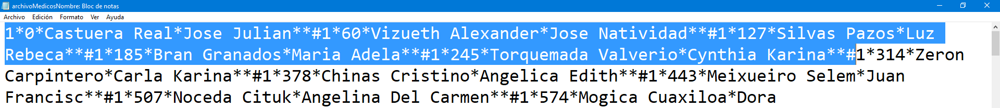 archivoMedicosNombre: Bloc de notas
Archivo Edición Formato Ver Ayuda
1*0*Castuera Real*Jose Julian**#1*60*Vizueth Alexander*Jose Natividad**#1*127*Silvas Pazos*Luz
Rebeca**#1*185*Bran Granados*Maria Adela**#1*245*Torquemada Valverio*Cynthia Karina**#1*314*Zeron
Carpintero*Carla Karina**#1*378*Chinas Cristino*Angelica Edith**#1*443*Meixueiro Selem*Juan
Francisc**#1*507*Noceda Cituk*Angelina Del Carmen**#1*574*Mogica Cuaxiloa*Dora